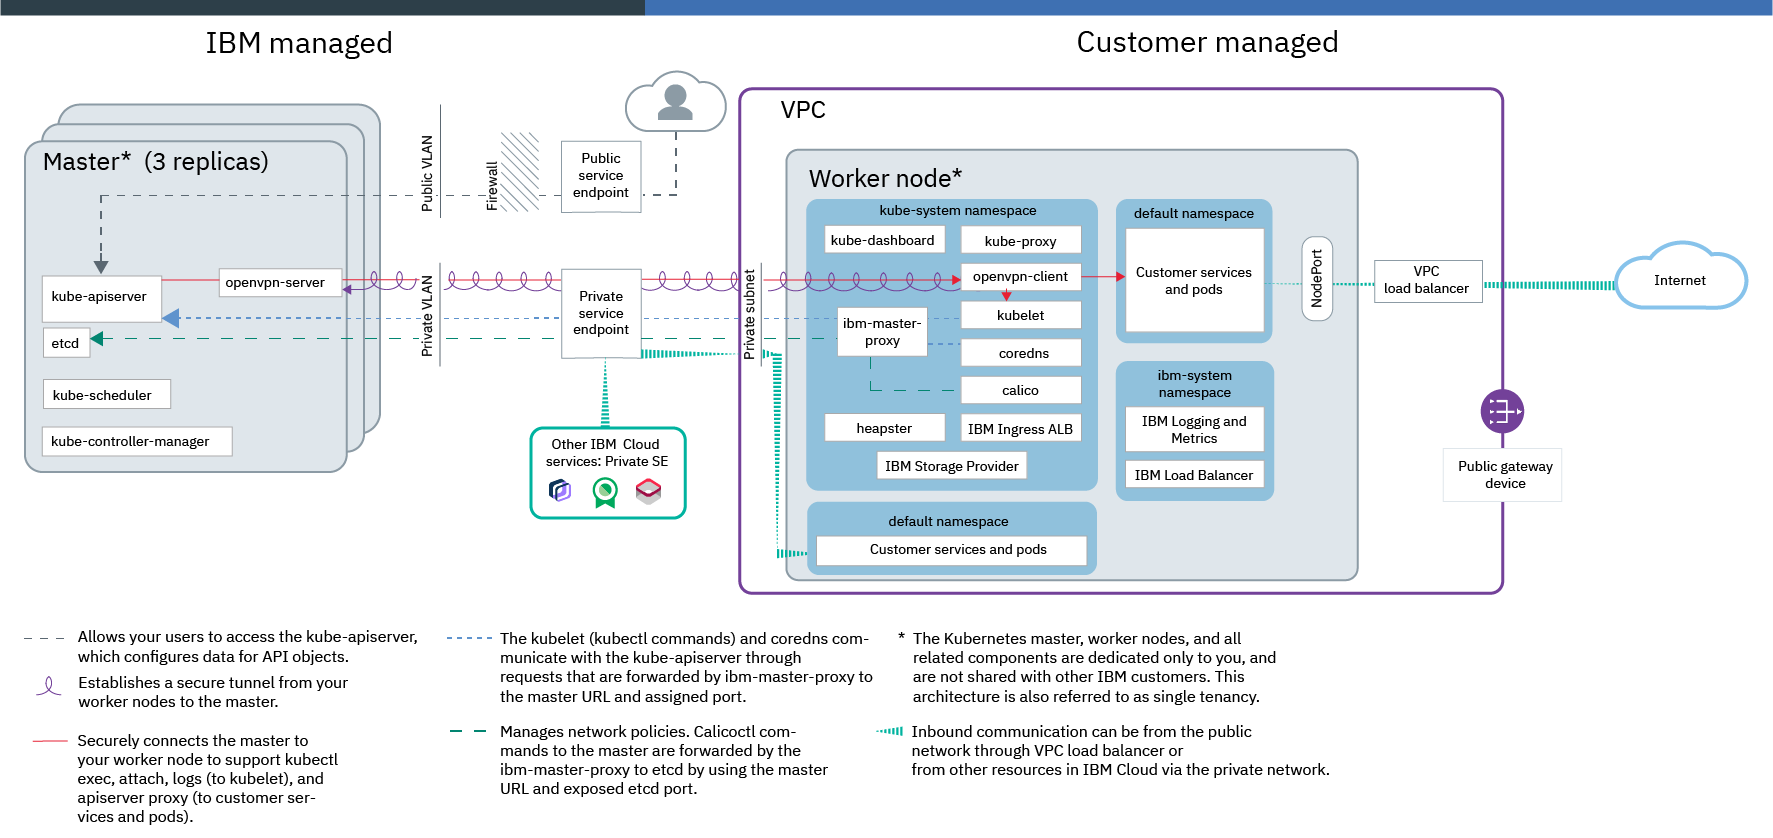 IBM managed
Customer managed
Master* (3 replicas)
kube-apiserver
openvpn-server
etcd
kube-scheduler
kube-controller-manager
Public VLAN
Firewall
Public
service
endpoint
Private VLAN
Private
service
endpoint
Other IBM Cloud
services: Private SE
Private subnet
VPC
Worker node*
kube-system namespace
kube-dashboard
kube-proxy
openvpn-client
kubelet
ibm-master-
proxy
coredns
calico
heapster
IBM Ingress ALB
IBM Storage Provider
default namespace
Customer services
and pods
ibm-system
namespace
IBM Logging and
Metrics
IBM Load Balancer
default namespace
Customer services and pods
NodePort
VPC
load balancer
Internet
Public gateway
device
Allows your users to access the kube-apiserver,
which configures data for API objects.
Establishes a secure tunnel from your
worker nodes to the master.
Securely connects the master to
your worker node to support kubectl
exec, attach, logs (to kubelet), and
apiserver proxy (to customer ser-
vices and pods).
The kubelet (kubectl commands) and coredns com-
municate with the kube-apiserver through
requests that are forwarded by ibm-master-proxy to
the master URL and assigned port.
Manages network policies. Calicoctl com-
mands to the master are forwarded by the
ibm-master-proxy to etcd by using the master
URL and exposed etcd port.
* The Kubernetes master, worker nodes, and all
related components are dedicated only to you, and
are not shared with other IBM customers. This
architecture is also referred to as single tenancy.
Inbound communication can be from the public
network through VPC load balancer or
from other resources in IBM Cloud via the private network.